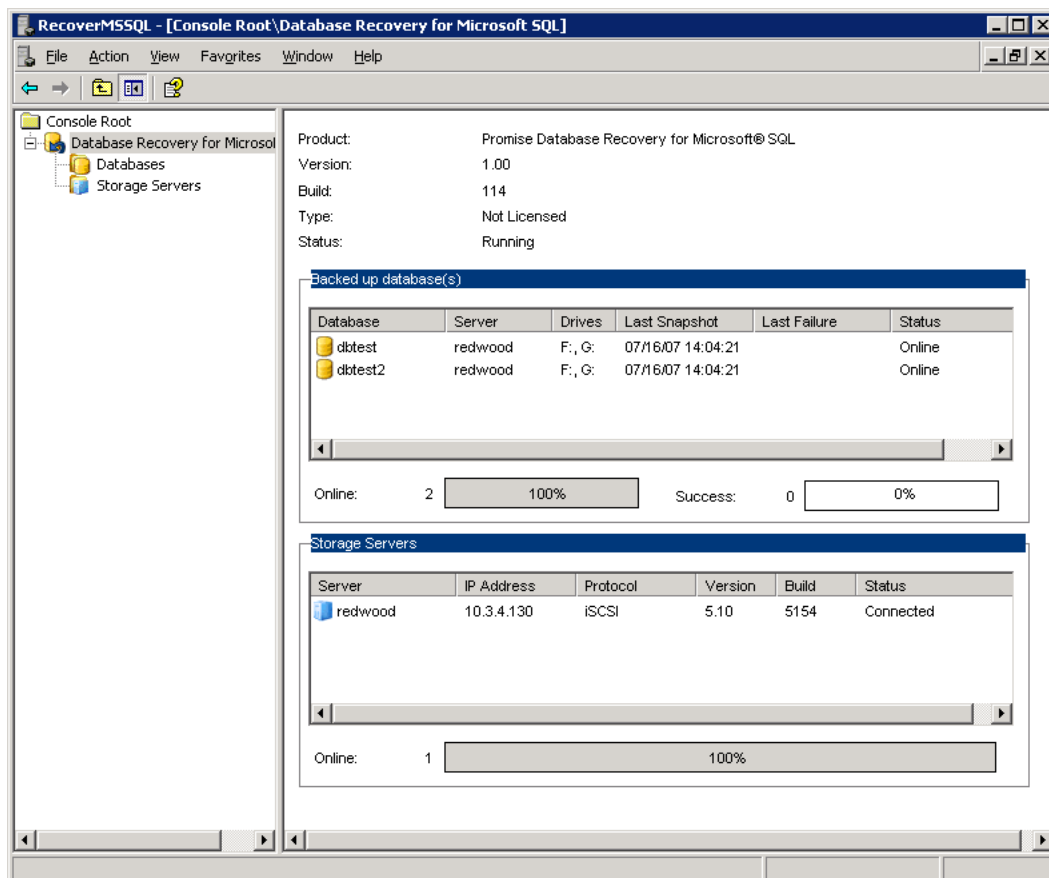 RecoverMSSQL - [Console Root\Database Recovery for Microsoft SQL]
File Action View Favorites Window Help
Console Root
Database Recovery for Microsof
Databases
Storage Servers
Product: Promise Database Recovery for Microsoft® SQL
Version: 1.00
Build: 114
Type: Not Licensed
Status: Running
Backed up database(s)
Database Server Drives Last Snapshot Last Failure Status
dbtest redwood F:, G: 07/16/07 14:04:21 Online
dbtest2 redwood F:, G: 07/16/07 14:04:21 Online
Online: 2 100% Success: 0 0%
Storage Servers
Server IP Address Protocol Version Build Status
redwood 10.3.4.130 iSCSI 5.10 5154 Connected
Online: 1 100%